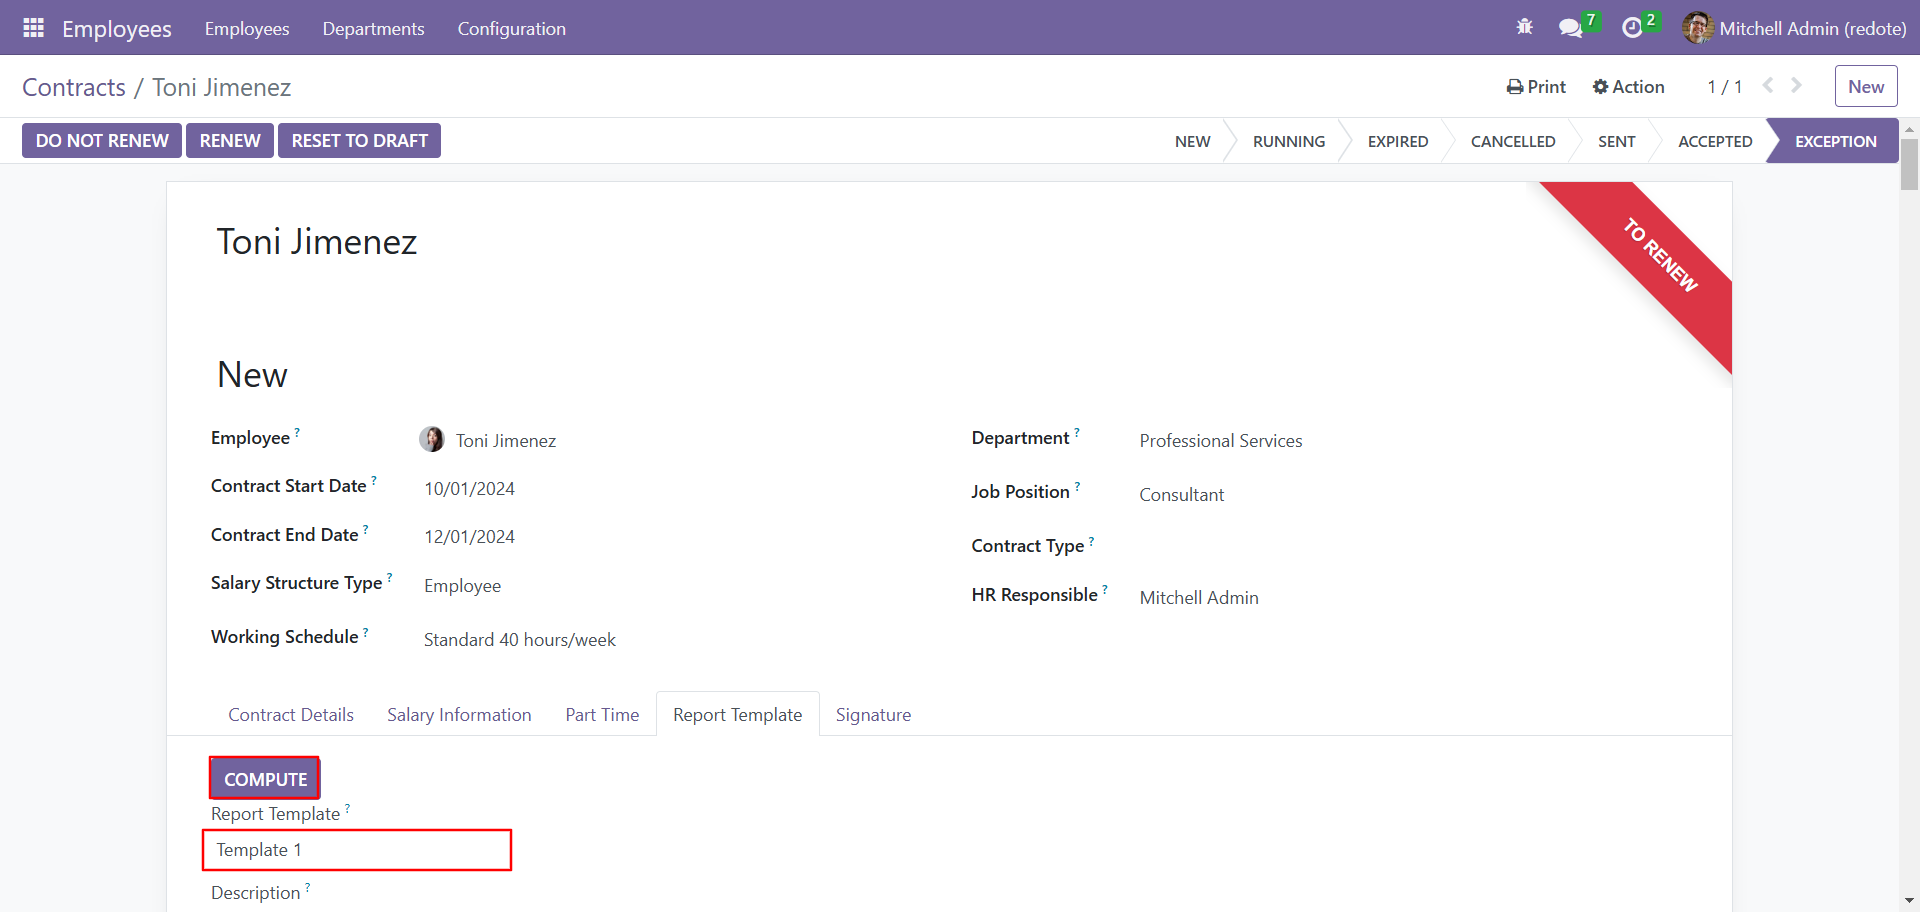 Employees Employees Departments Configuration 7 2 Mitchell Admin (redote)
Contracts / Toni Jimenez Print Action 1 / 1 New
DO NOT RENEW RENEW RESET TO DRAFT NEW RUNNING EXPIRED CANCELLED SENT ACCEPTED EXCEPTION
TO RENEW
Toni Jimenez
New
Employee ? Toni Jimenez Department ? Professional Services
Contract Start Date ? 10/01/2024 Job Position ? Consultant
Contract End Date ? 12/01/2024 Contract Type ?
Salary Structure Type ? Employee HR Responsible ? Mitchell Admin
Working Schedule ? Standard 40 hours/week
Contract Details Salary Information Part Time Report Template Signature
COMPUTE
Report Template ?
Template 1
Description ?